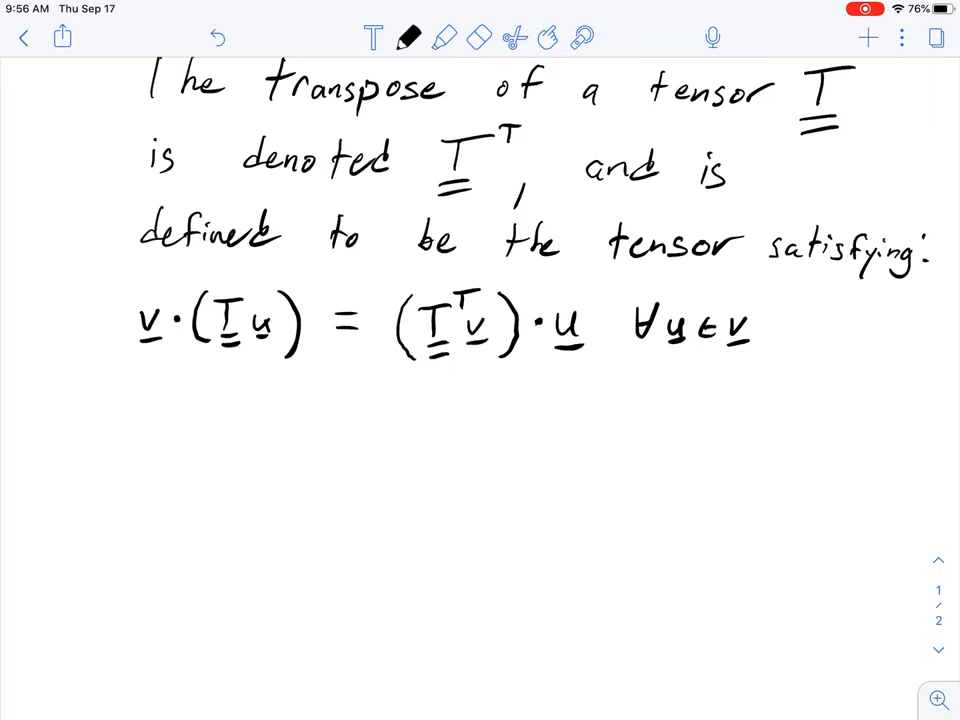 9:56 AM Thu Sep 17
76%
T
The transpose of a tensor T
is denoted T^T, and is
defined to be the tensor satisfying:
v · (T u) = (T^T v) · u ∀ u ∈ v
1
/
2